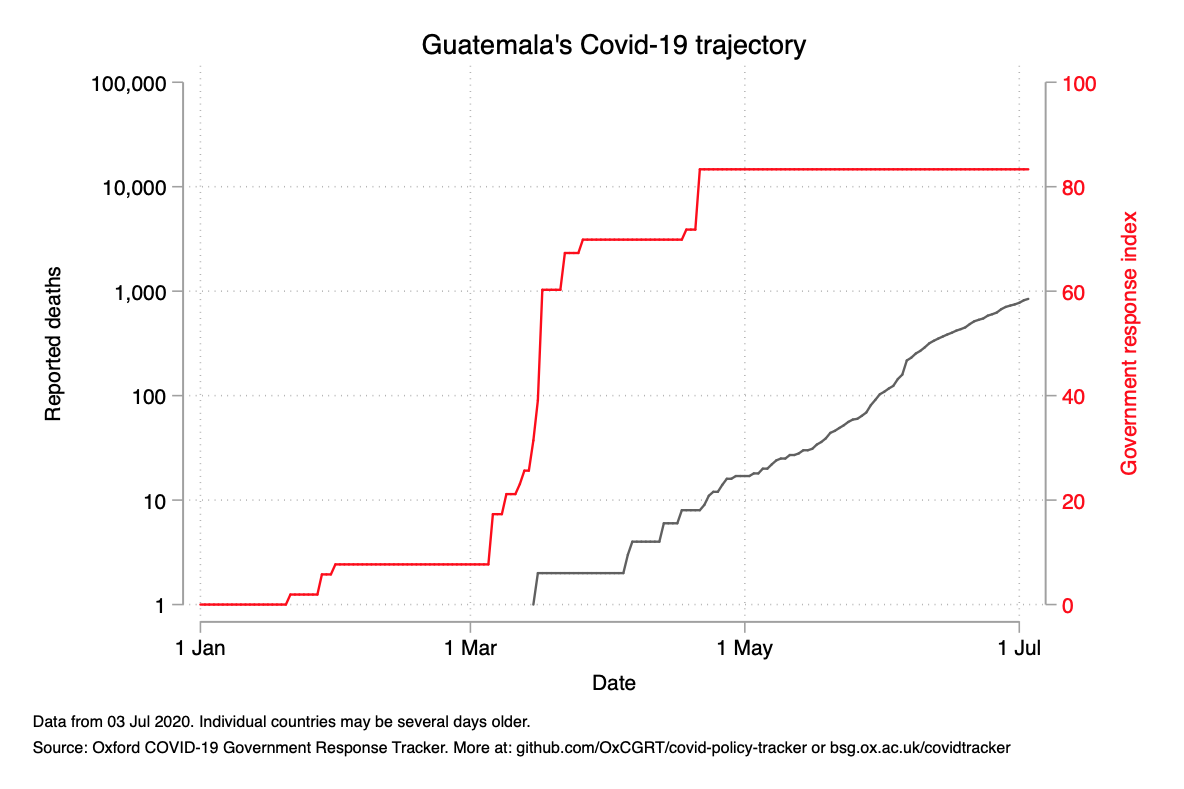 Guatemala's Covid-19 trajectory
100,000
10,000
1,000
100
10
1
Reported deaths
100
80
60
40
20
0
Government response index
1 Jan
1 Mar
1 May
1 Jul
Date
Data from 03 Jul 2020. Individual countries may be several days older.
Source: Oxford COVID-19 Government Response Tracker. More at: github.com/OxCGRT/covid-policy-tracker or bsg.ox.ac.uk/covidtracker